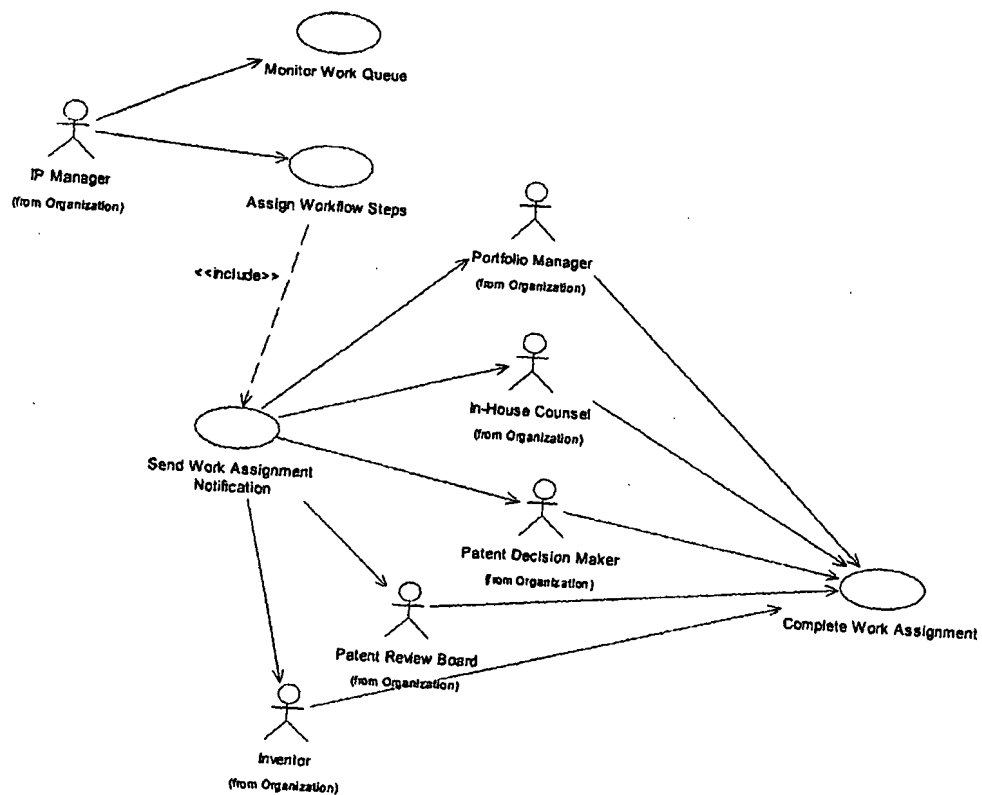 Monitor Work Queue
IP Manager
(from Organization)
Assign Workflow Steps
<<include>>
Portfolio Manager
(from Organization)
In-House Counsel
(from Organization)
Send Work Assignment
Notification
Patent Decision Maker
(from Organization)
Complete Work Assignment
Patent Review Board
(from Organization)
Inventor
(from Organization)